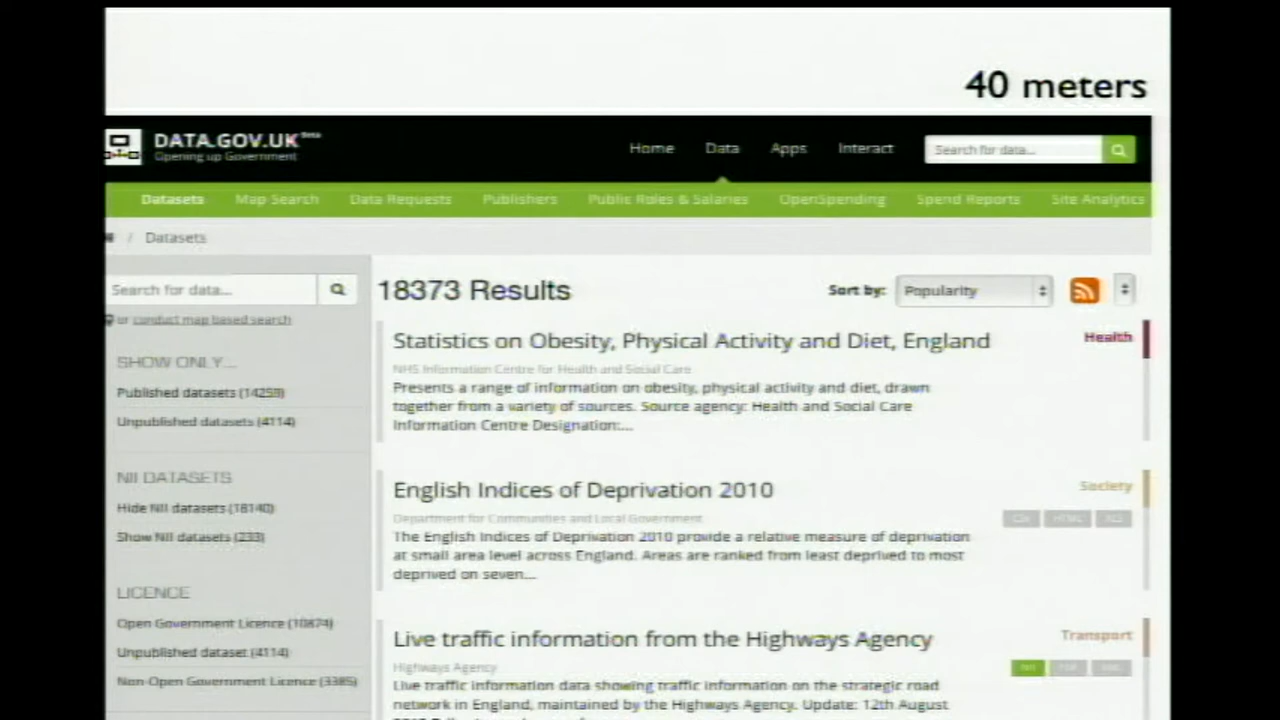 40 meters
DATA.GOV.UK Beta
Opening up Government
Home Data Apps Interact Search for data...
Datasets Map Search Data Requests Publishers Public Roles & Salaries OpenSpending Spend Reports Site Analytics
/ Datasets
Search for data...
18373 Results
Sort by: Popularity
or conduct map based search
Statistics on Obesity, Physical Activity and Diet, England
Health
NHS Information Centre for Health and Social Care
SHOW ONLY...
Presents a range of information on obesity, physical activity and diet, drawn
Published datasets (14259)
together from a variety of sources. Source agency: Health and Social Care
Unpublished datasets (4114)
Information Centre Designation:...
NII DATASETS
English Indices of Deprivation 2010
Society
Hide NII datasets (18140)
Department for Communities and Local Government
Show NII datasets (233)
The English Indices of Deprivation 2010 provide a relative measure of deprivation
at small area level across England. Areas are ranked from least deprived to most
deprived on seven...
LICENCE
Open Government Licence (10874)
Live traffic information from the Highways Agency
Transport
Unpublished dataset (4114)
Highways Agency
Non-Open Government Licence (3385)
Live traffic information data showing traffic information on the strategic road
network in England, maintained by the Highways Agency. Update: 12th August